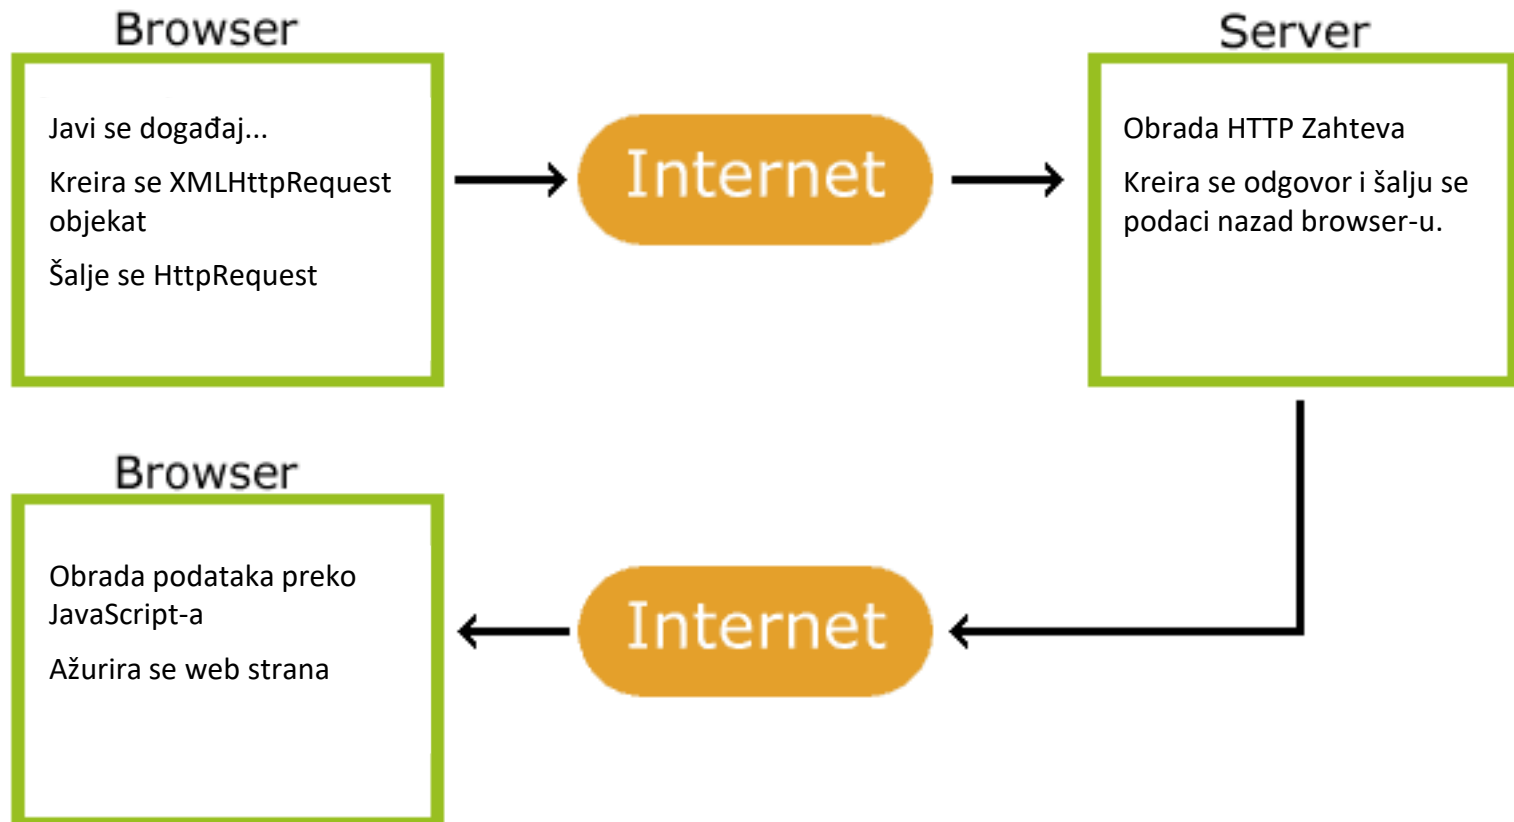 Browser
Javi se događaj...
Kreira se XMLHttpRequest
objekat
Šalje se HttpRequest
Internet
Server
Obrada HTTP Zahteva
Kreira se odgovor i šalju se
podaci nazad browser-u.
Browser
Obrada podataka preko
JavaScript-a
Ažurira se web strana
Internet